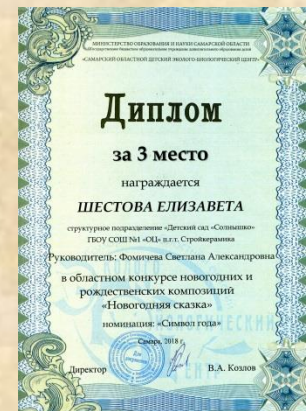 МИНИСТЕРСТВО ОБРАЗОВАНИЯ И НАУКИ САМАРСКОЙ ОБЛАСТИ
«САМАРСКИЙ ОБЛАСТНОЙ ДЕТСКИЙ ЭКОЛОГО-БИОЛОГИЧЕСКИЙ ЦЕНТР»
Диплом
за 3 место
награждается
ШЕСТОВА ЕЛИЗАВЕТА
структурное подразделение «Детский сад «Солнышко»
ГБОУ СОШ №1 «ОЦ» п.г.т. Стройкерамика
Руководитель: Фомичева Светлана Александровна
в областном конкурсе новогодних и
рождественских композиций
«Новогодняя сказка»
номинация: «Символ года»
Самара, 2018 г.
Директор
В.А. Козлов